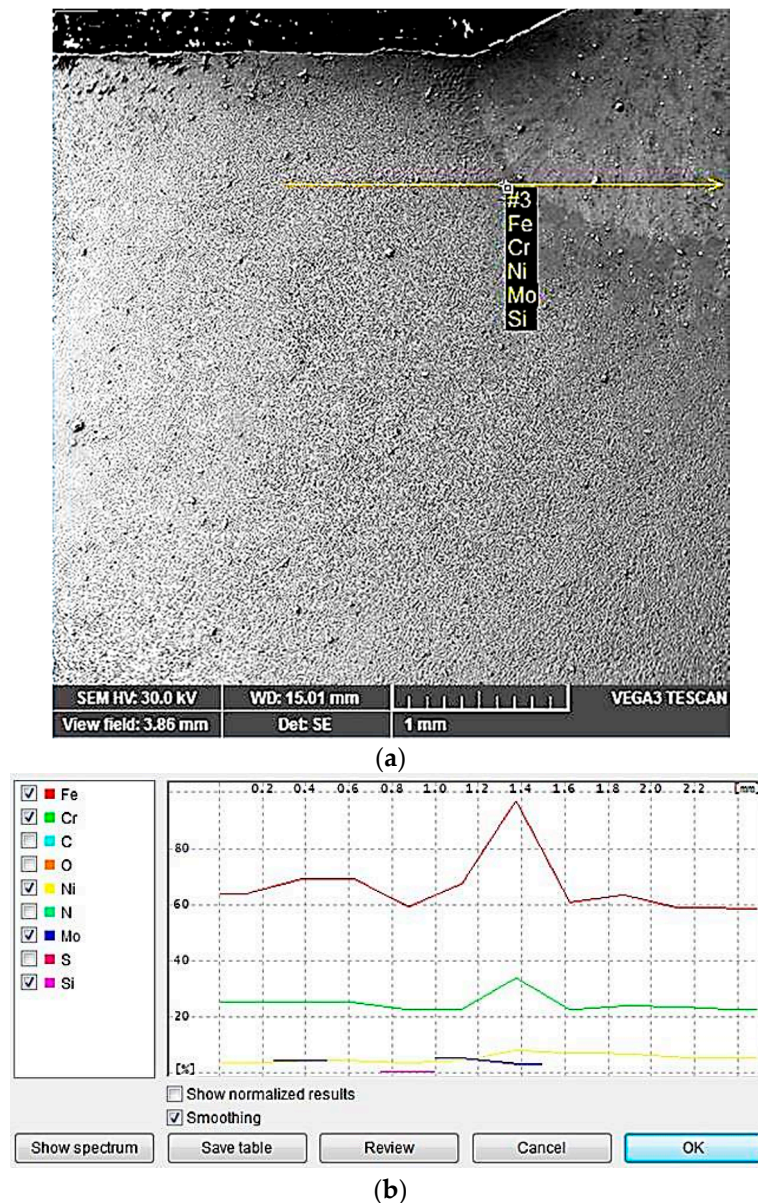 #3
Fe
Cr
Ni
Mo
Si
SEM HV: 30.0 kV WD: 15.01 mm VEGA3 TESCAN
View field: 3.86 mm Det: SE 1 mm
(a)
Fe 0.2 0.4 0.6 0.8 1.0 1.2 1.4 1.6 1.8 2.0 2.2 [mm]
Cr
C 80
O
Ni 60
N
Mo 40
S
Si
20
[%]
Show normalized results
Smoothing
Show spectrum Save table Review Cancel OK
(b)